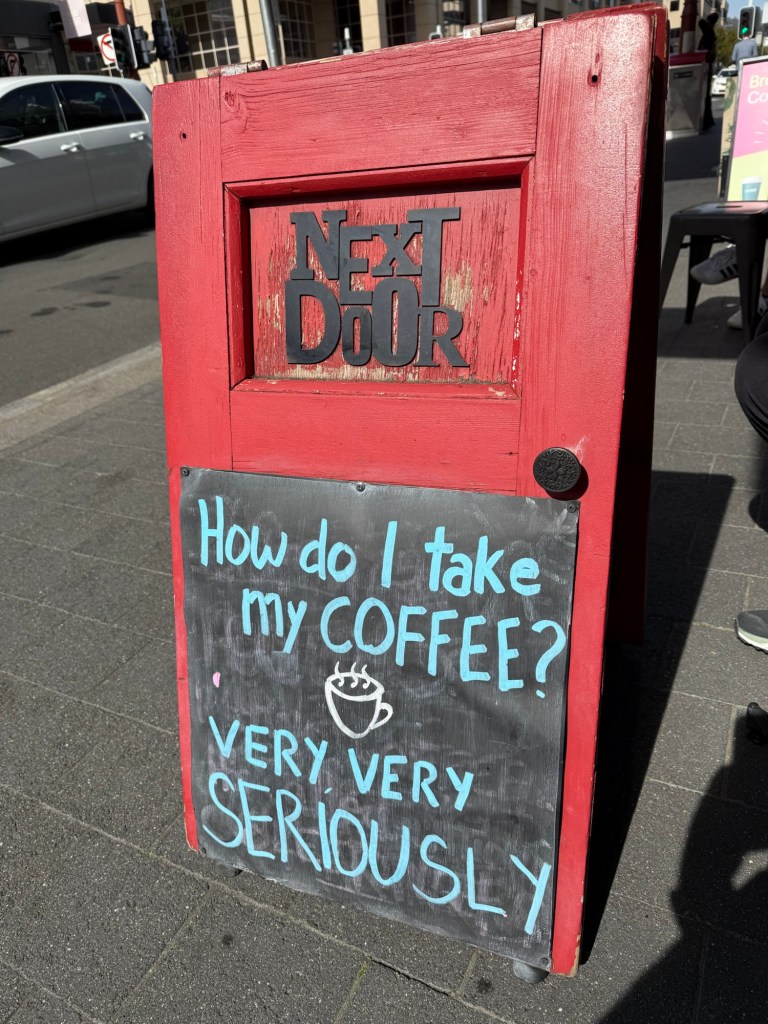 NEXT
DOOR
How do I take
my COFFEE?
VERY, VERY
SERIOUSLY